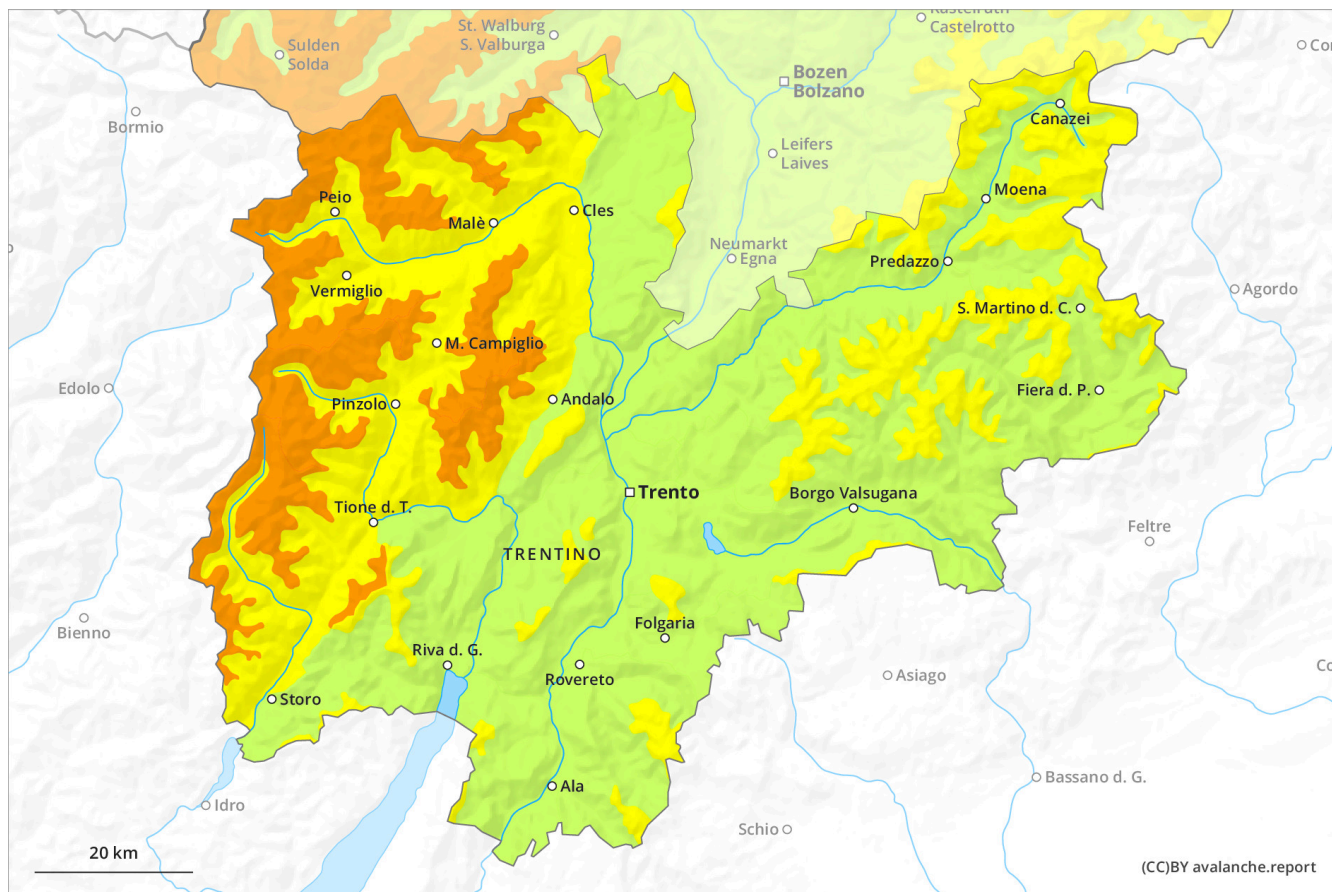 St. Walburg
S. Valburga
Castelrotto
Sulden
Solda
Bozen
Bolzano
Bormio
Canazei
Leifers
Laives
Peio
Moena
Malè
Cles
Neumarkt
Egna
Predazzo
Vermiglio
Agordo
S. Martino d. C.
M. Campiglio
Edolo
Fiera d. P.
Pinzolo
Andalo
Trento
Borgo Valsugana
Tione d. T.
Feltre
TRENTINO
Bienno
Folgaria
Riva d. G.
Asiago
Rovereto
Storo
Bassano d. G.
Ala
Idro
Schio
20 km
(CC)BY avalanche.report